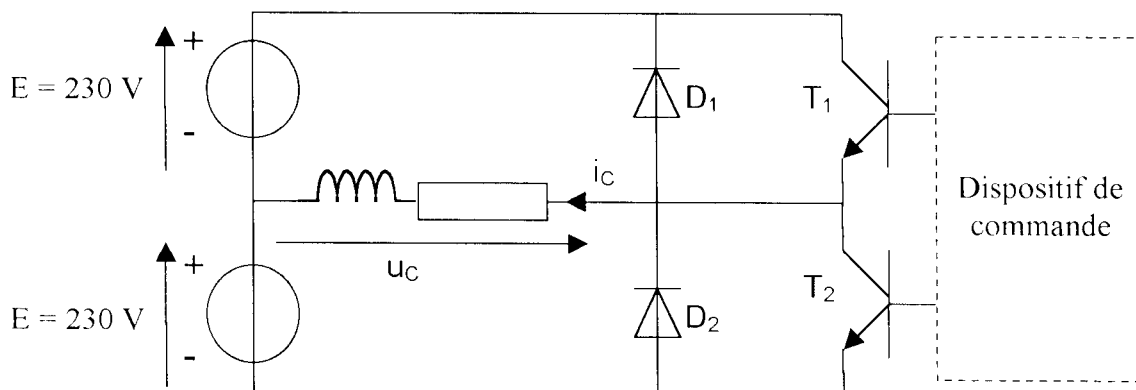 +
E = 230 V
-
D1
T1
iC
uC
Dispositif de
commande
+
E = 230 V
-
D2
T2